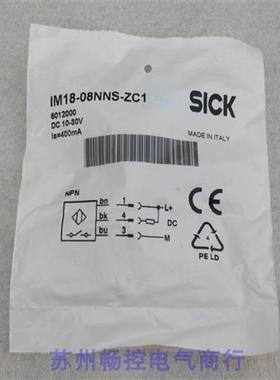 IM18-08NNS-ZC1
6012000
DC 10-30V
Ia=400mA
SICK
MADE IN ITALY
NPN
bn 1 L+
bk 4 DC
bu 3 M
CE
PE LD
苏州畅控电气商行